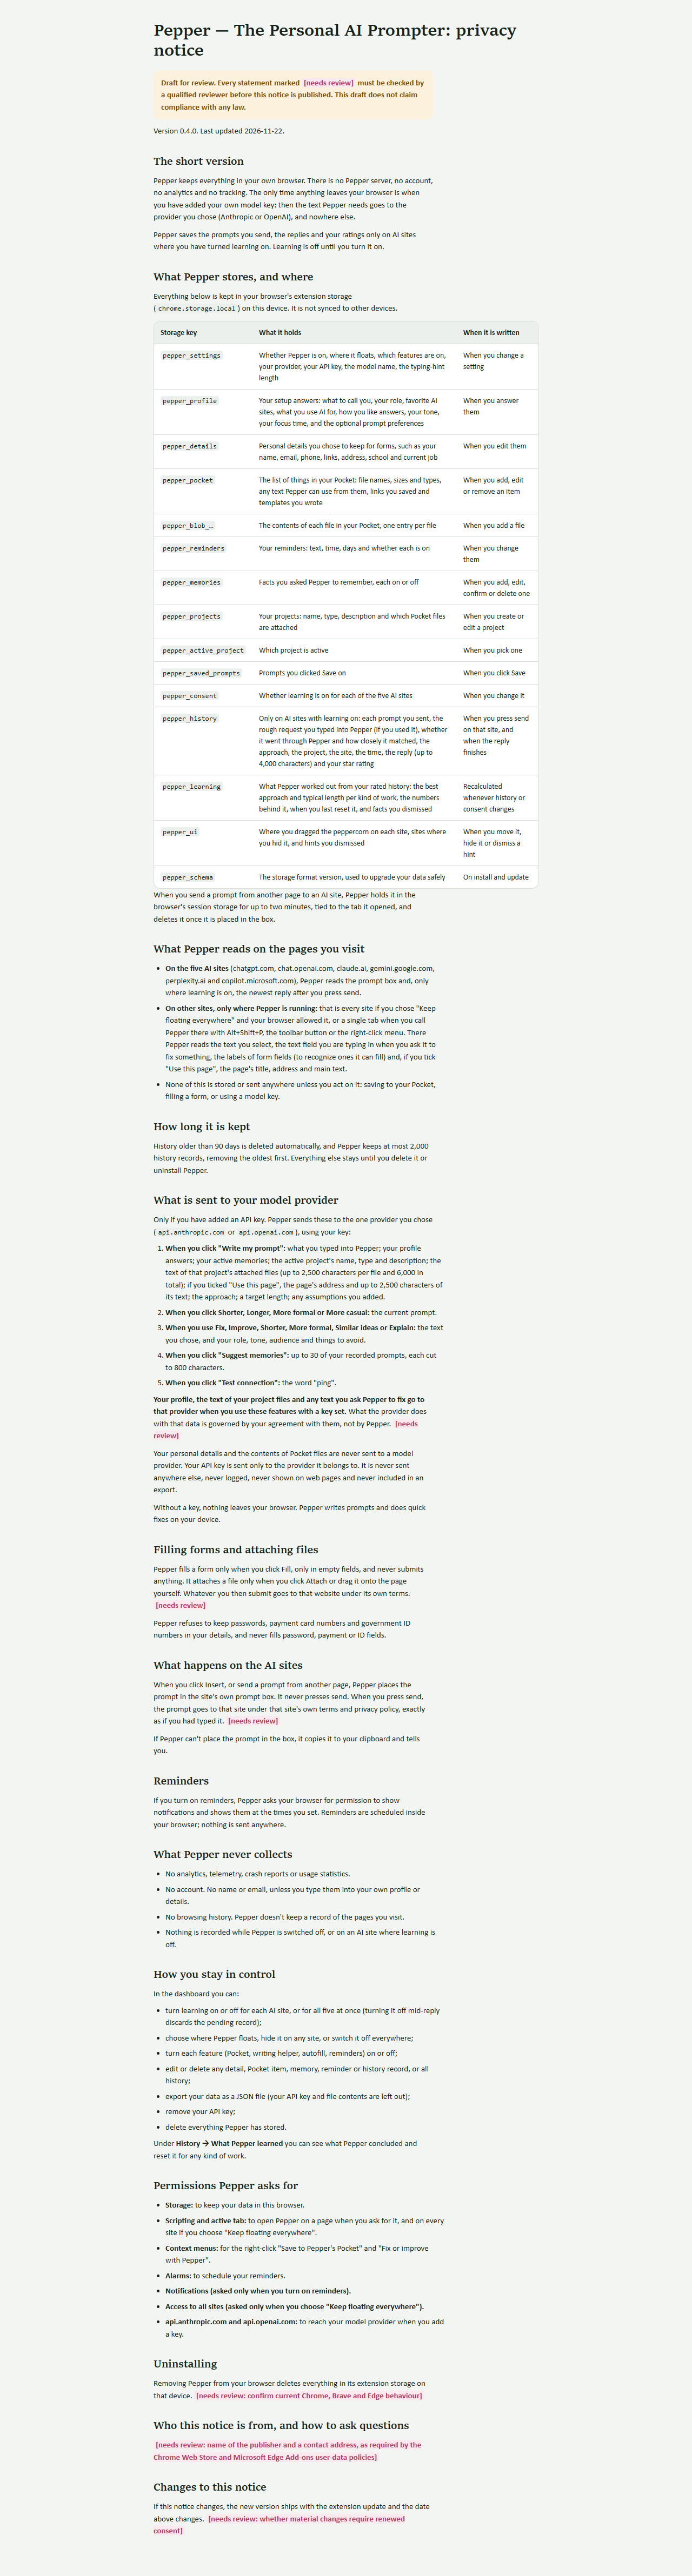 Pepper — The Personal AI Prompter: privacy
notice
Draft for review. Every statement marked [needs review] must be checked by
a qualified reviewer before this notice is published. This draft does not claim
compliance with any law.
Version 0.4.0. Last updated 2026-11-22.
The short version
Pepper keeps everything in your own browser. There is no Pepper server, no account,
no analytics and no tracking. The only time anything leaves your browser is when
you have added your own model key: then the text Pepper needs goes to the
provider you chose (Anthropic or OpenAI), and nowhere else.
Pepper saves the prompts you send, the replies and your ratings only on AI sites
where you have turned learning on. Learning is off until you turn it on.
What Pepper stores, and where
Everything below is kept in your browser's extension storage
( chrome.storage.local ) on this device. It is not synced to other devices.
Storage key What it holds When it is written
pepper_settings Whether Pepper is on, where it floats, which features are on, When you change a
your provider, your API key, the model name, the typing-hint setting
length
pepper_profile Your setup answers: what to call you, your role, favorite AI When you answer
sites, what you use AI for, how you like answers, your tone, them
your focus time, and the optional prompt preferences
pepper_details Personal details you chose to keep for forms, such as your When you edit them
name, email, phone, links, address, school and current job
pepper_pocket The list of things in your Pocket: file names, sizes and types, When you add, edit
any text Pepper can use from them, links you saved and or remove an item
templates you wrote
pepper_blob_… The contents of each file in your Pocket, one entry per file When you add a file
pepper_reminders Your reminders: text, time, days and whether each is on When you change
them
pepper_memories Facts you asked Pepper to remember, each on or off When you add, edit,
confirm or delete one
pepper_projects Your projects: name, type, description and which Pocket files When you create or
are attached edit a project
pepper_active_project Which project is active When you pick one
pepper_saved_prompts Prompts you clicked Save on When you click Save
pepper_consent Whether learning is on for each of the five AI sites When you change it
pepper_history Only on AI sites with learning on: each prompt you sent, the When you press send
rough request you typed into Pepper (if you used it), whether on that site, and
it went through Pepper and how closely it matched, the when the reply
approach, the project, the site, the time, the reply (up to finishes
4,000 characters) and your star rating
pepper_learning What Pepper worked out from your rated history: the best Recalculated
approach and typical length per kind of work, the numbers whenever history or
behind it, when you last reset it, and facts you dismissed consent changes
pepper_ui Where you dragged the peppercorn on each site, sites where When you move it,
you hid it, and hints you dismissed hide it or dismiss a
hint
pepper_schema The storage format version, used to upgrade your data safely On install and update
When you send a prompt from another page to an AI site, Pepper holds it in the
browser's session storage for up to two minutes, tied to the tab it opened, and
deletes it once it is placed in the box.
What Pepper reads on the pages you visit
• On the five AI sites (chatgpt.com, chat.openai.com, claude.ai, gemini.google.com,
perplexity.ai and copilot.microsoft.com), Pepper reads the prompt box and, only
where learning is on, the newest reply after you press send.
• On other sites, only where Pepper is running: that is every site if you chose "Keep
floating everywhere" and your browser allowed it, or a single tab when you call
Pepper there with Alt+Shift+P, the toolbar button or the right-click menu. There
Pepper reads the text you select, the text field you are typing in when you ask it to
fix something, the labels of form fields (to recognize ones it can fill) and, if you tick
"Use this page", the page's title, address and main text.
• None of this is stored or sent anywhere unless you act on it: saving to your Pocket,
filling a form, or using a model key.
How long it is kept
History older than 90 days is deleted automatically, and Pepper keeps at most 2,000
history records, removing the oldest first. Everything else stays until you delete it or
uninstall Pepper.
What is sent to your model provider
Only if you have added an API key. Pepper sends these to the one provider you chose
( api.anthropic.com or api.openai.com ), using your key:
1. When you click "Write my prompt": what you typed into Pepper; your profile
answers; your active memories; the active project's name, type and description; the
text of that project's attached files (up to 2,500 characters per file and 6,000 in
total); if you ticked "Use this page", the page's address and up to 2,500 characters of
its text; the approach; a target length; any assumptions you added.
2. When you click Shorter, Longer, More formal or More casual: the current prompt.
3. When you use Fix, Improve, Shorter, More formal, Similar ideas or Explain: the text
you chose, and your role, tone, audience and things to avoid.
4. When you click "Suggest memories": up to 30 of your recorded prompts, each cut
to 800 characters.
5. When you click "Test connection": the word "ping".
Your profile, the text of your project files and any text you ask Pepper to fix go to
that provider when you use these features with a key set. What the provider does
with that data is governed by your agreement with them, not by Pepper. [needs
review]
Your personal details and the contents of Pocket files are never sent to a model
provider. Your API key is sent only to the provider it belongs to. It is never sent
anywhere else, never logged, never shown on web pages and never included in an
export.
Without a key, nothing leaves your browser. Pepper writes prompts and does quick
fixes on your device.
Filling forms and attaching files
Pepper fills a form only when you click Fill, only in empty fields, and never submits
anything. It attaches a file only when you click Attach or drag it onto the page
yourself. Whatever you then submit goes to that website under its own terms.
[needs review]
Pepper refuses to keep passwords, payment card numbers and government ID
numbers in your details, and never fills password, payment or ID fields.
What happens on the AI sites
When you click Insert, or send a prompt from another page, Pepper places the
prompt in the site's own prompt box. It never presses send. When you press send,
the prompt goes to that site under that site's own terms and privacy policy, exactly
as if you had typed it. [needs review]
If Pepper can't place the prompt in the box, it copies it to your clipboard and tells
you.
Reminders
If you turn on reminders, Pepper asks your browser for permission to show
notifications and shows them at the times you set. Reminders are scheduled inside
your browser; nothing is sent anywhere.
What Pepper never collects
• No analytics, telemetry, crash reports or usage statistics.
• No account. No name or email, unless you type them into your own profile or
details.
• No browsing history. Pepper doesn't keep a record of the pages you visit.
• Nothing is recorded while Pepper is switched off, or on an AI site where learning is
off.
How you stay in control
In the dashboard you can:
• turn learning on or off for each AI site, or for all five at once (turning it off mid-reply
discards the pending record);
• choose where Pepper floats, hide it on any site, or switch it off everywhere;
• turn each feature (Pocket, writing helper, autofill, reminders) on or off;
• edit or delete any detail, Pocket item, memory, reminder or history record, or all
history;
• export your data as a JSON file (your API key and file contents are left out);
• remove your API key;
• delete everything Pepper has stored.
Under History → What Pepper learned you can see what Pepper concluded and
reset it for any kind of work.
Permissions Pepper asks for
• Storage: to keep your data in this browser.
• Scripting and active tab: to open Pepper on a page when you ask for it, and on every
site if you choose "Keep floating everywhere".
• Context menus: for the right-click "Save to Pepper's Pocket" and "Fix or improve
with Pepper".
• Alarms: to schedule your reminders.
• Notifications (asked only when you turn on reminders).
• Access to all sites (asked only when you choose "Keep floating everywhere").
• api.anthropic.com and api.openai.com: to reach your model provider when you add
a key.
Uninstalling
Removing Pepper from your browser deletes everything in its extension storage on
that device. [needs review: confirm current Chrome, Brave and Edge behaviour]
Who this notice is from, and how to ask questions
[needs review: name of the publisher and a contact address, as required by the
Chrome Web Store and Microsoft Edge Add-ons user-data policies]
Changes to this notice
If this notice changes, the new version ships with the extension update and the date
above changes. [needs review: whether material changes require renewed
consent]